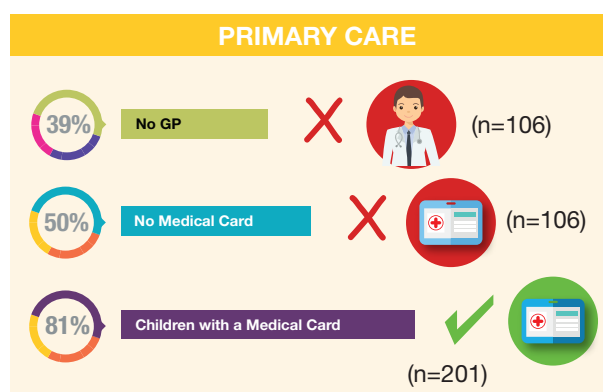 PRIMARY CARE
39%
No GP
(n=106)
50%
No Medical Card
(n=106)
81%
Children with a Medical Card
(n=201)